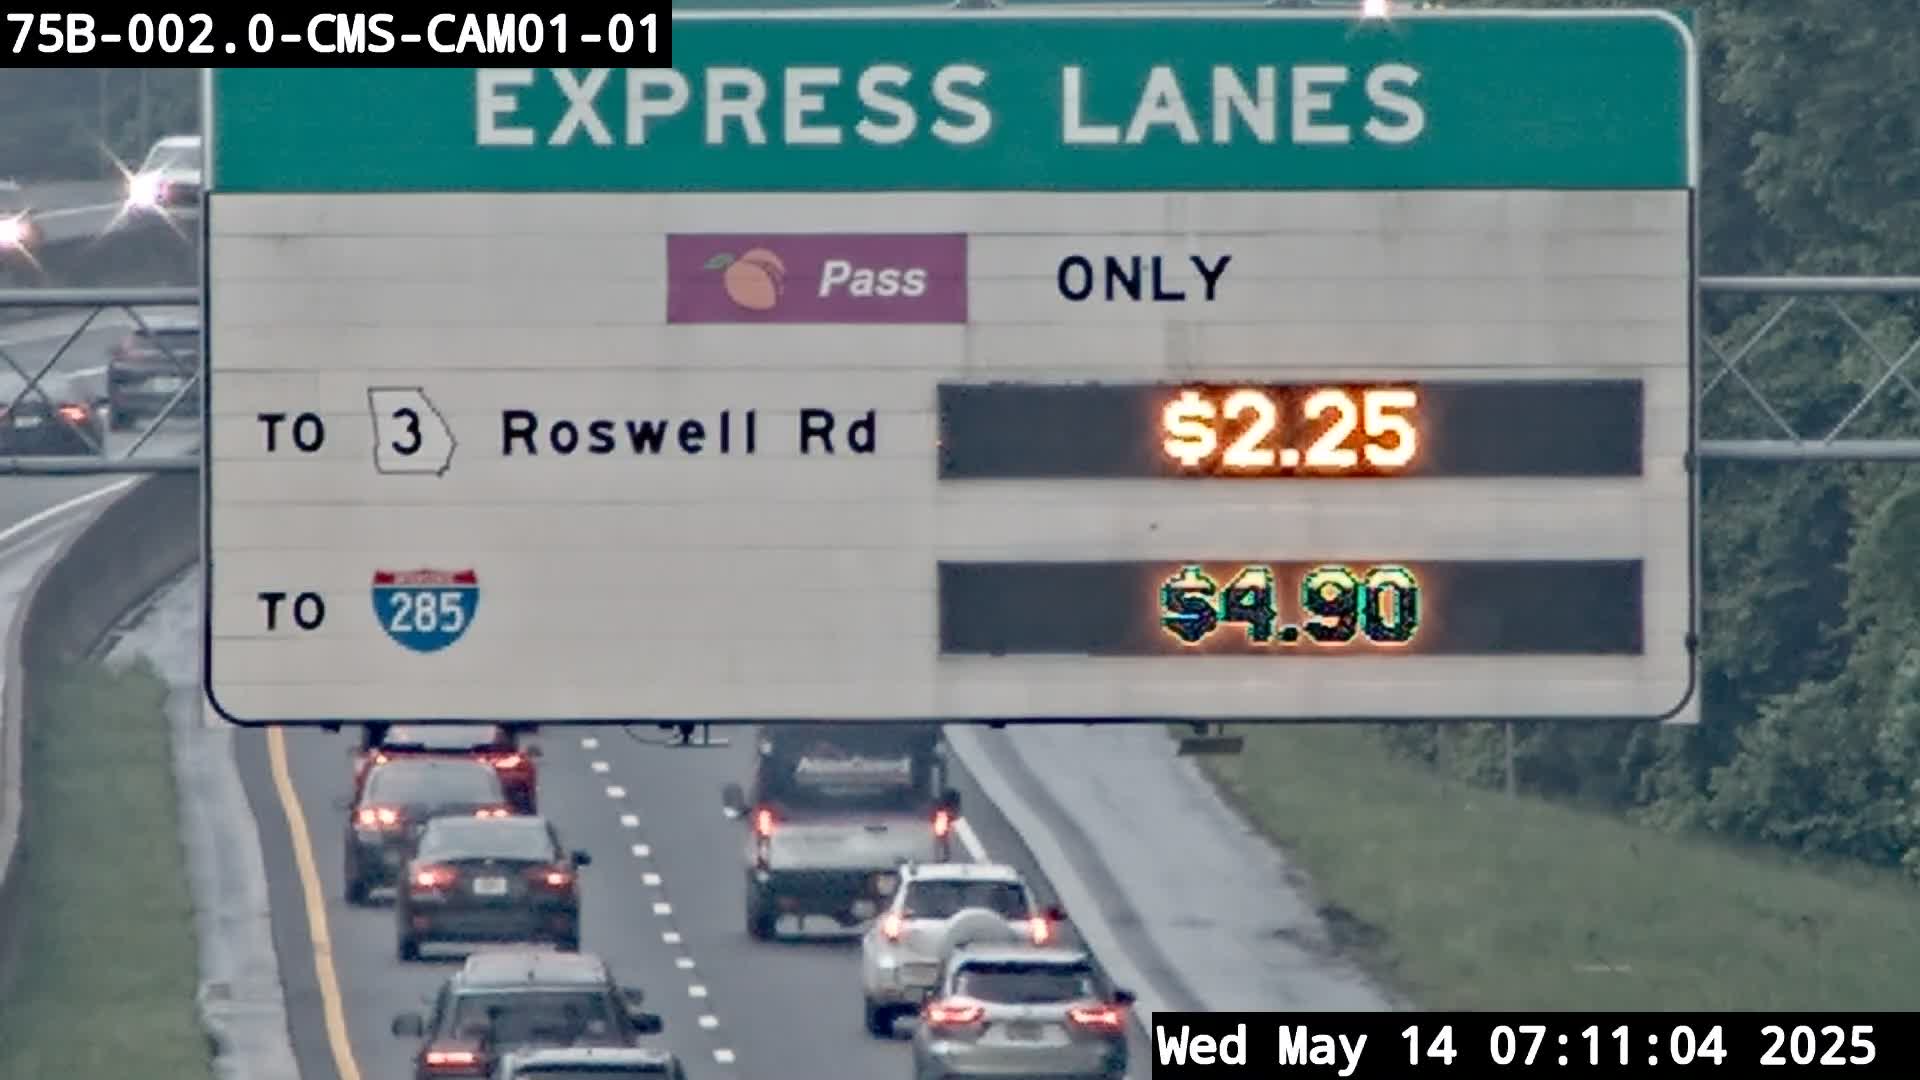 75B-002.0-CMS-CAM01-01
EXPRESS LANES
Pass ONLY
TO 3 Roswell Rd $2.25
TO 285 $4.90
Wed May 14 07:11:04 2025